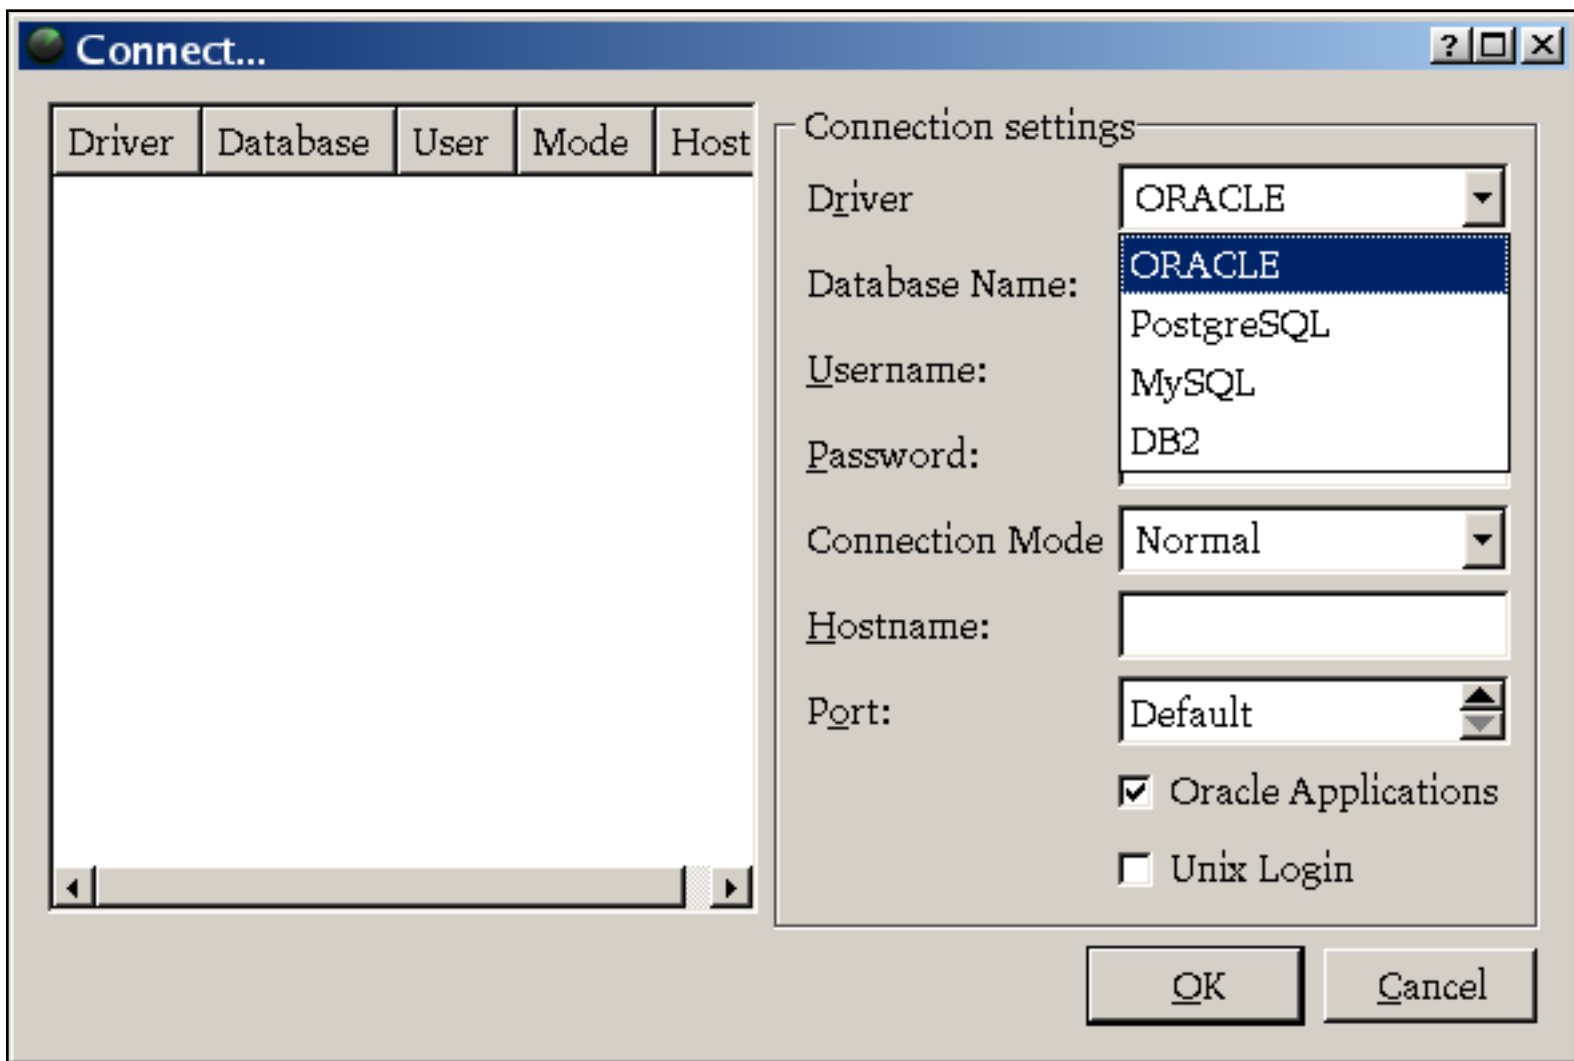 Connect...
Driver Database User Mode Host
Connection settings
Driver ORACLE
ORACLE
PostgreSQL
MySQL
DB2
Database Name:
Username:
Password:
Connection Mode Normal
Hostname:
Port: Default
Oracle Applications
Unix Login
OK Cancel